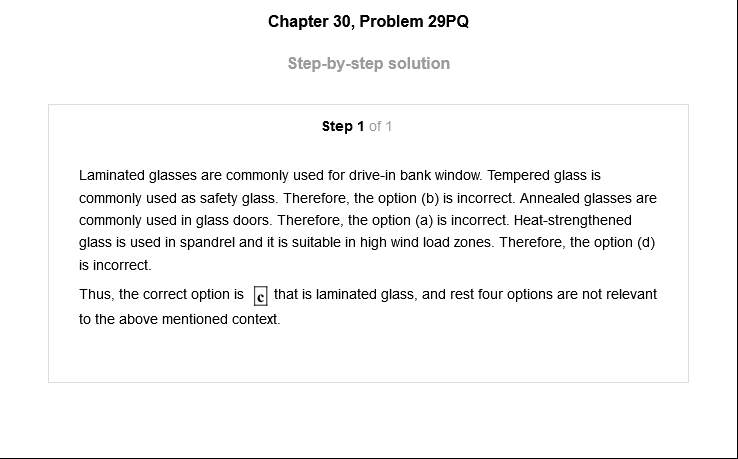 Chapter 30, Problem 29PQ
Step-by-step solution
Step 1 of 1
Laminated glasses are commonly used for drive-in bank window. Tempered glass is
commonly used as safety glass. Therefore, the option (b) is incorrect. Annealed glasses are
commonly used in glass doors. Therefore, the option (a) is incorrect. Heat-strengthened
glass is used in spandrel and it is suitable in high wind load zones. Therefore, the option (d)
is incorrect.
Thus, the correct option is c that is laminated glass, and rest four options are not relevant
to the above mentioned context.